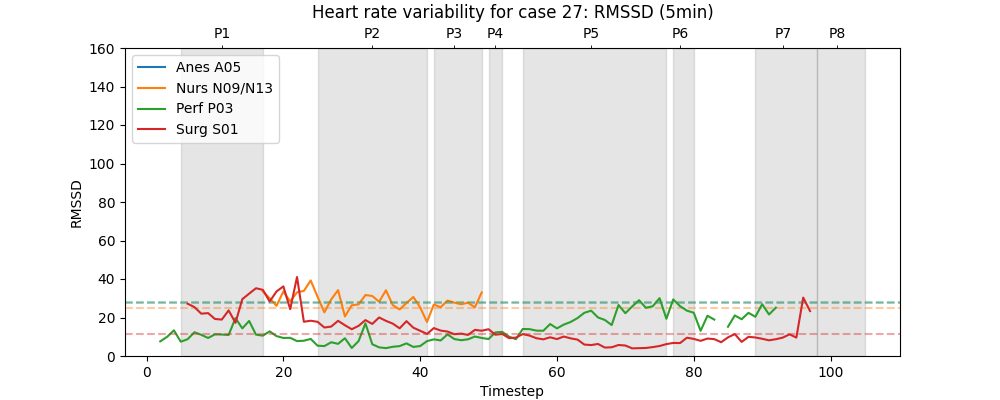 Heart rate variability for case 27: RMSSD (5min)
P1 P2 P3 P4 P5 P6 P7 P8
160
140
120
100
80
60
40
20
0
RMSSD
Anes A05
Nurs N09/N13
Perf P03
Surg S01
0 20 40 60 80 100
Timestep